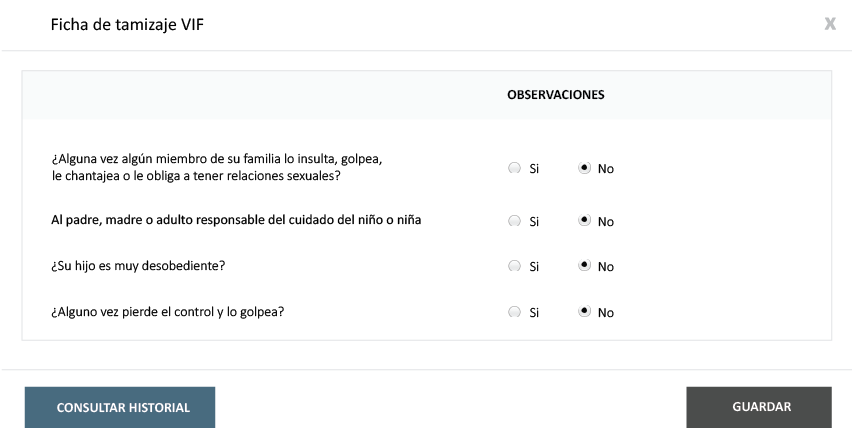 Ficha de tamizaje VIF
X
OBSERVACIONES
¿Alguna vez algún miembro de su familia lo insulta, golpea,
le chantajea o le obliga a tener relaciones sexuales?
Si No
Al padre, madre o adulto responsable del cuidado del niño o niña
Si No
¿Su hijo es muy desobediente?
Si No
¿Alguno vez pierde el control y lo golpea?
Si No
CONSULTAR HISTORIAL
GUARDAR